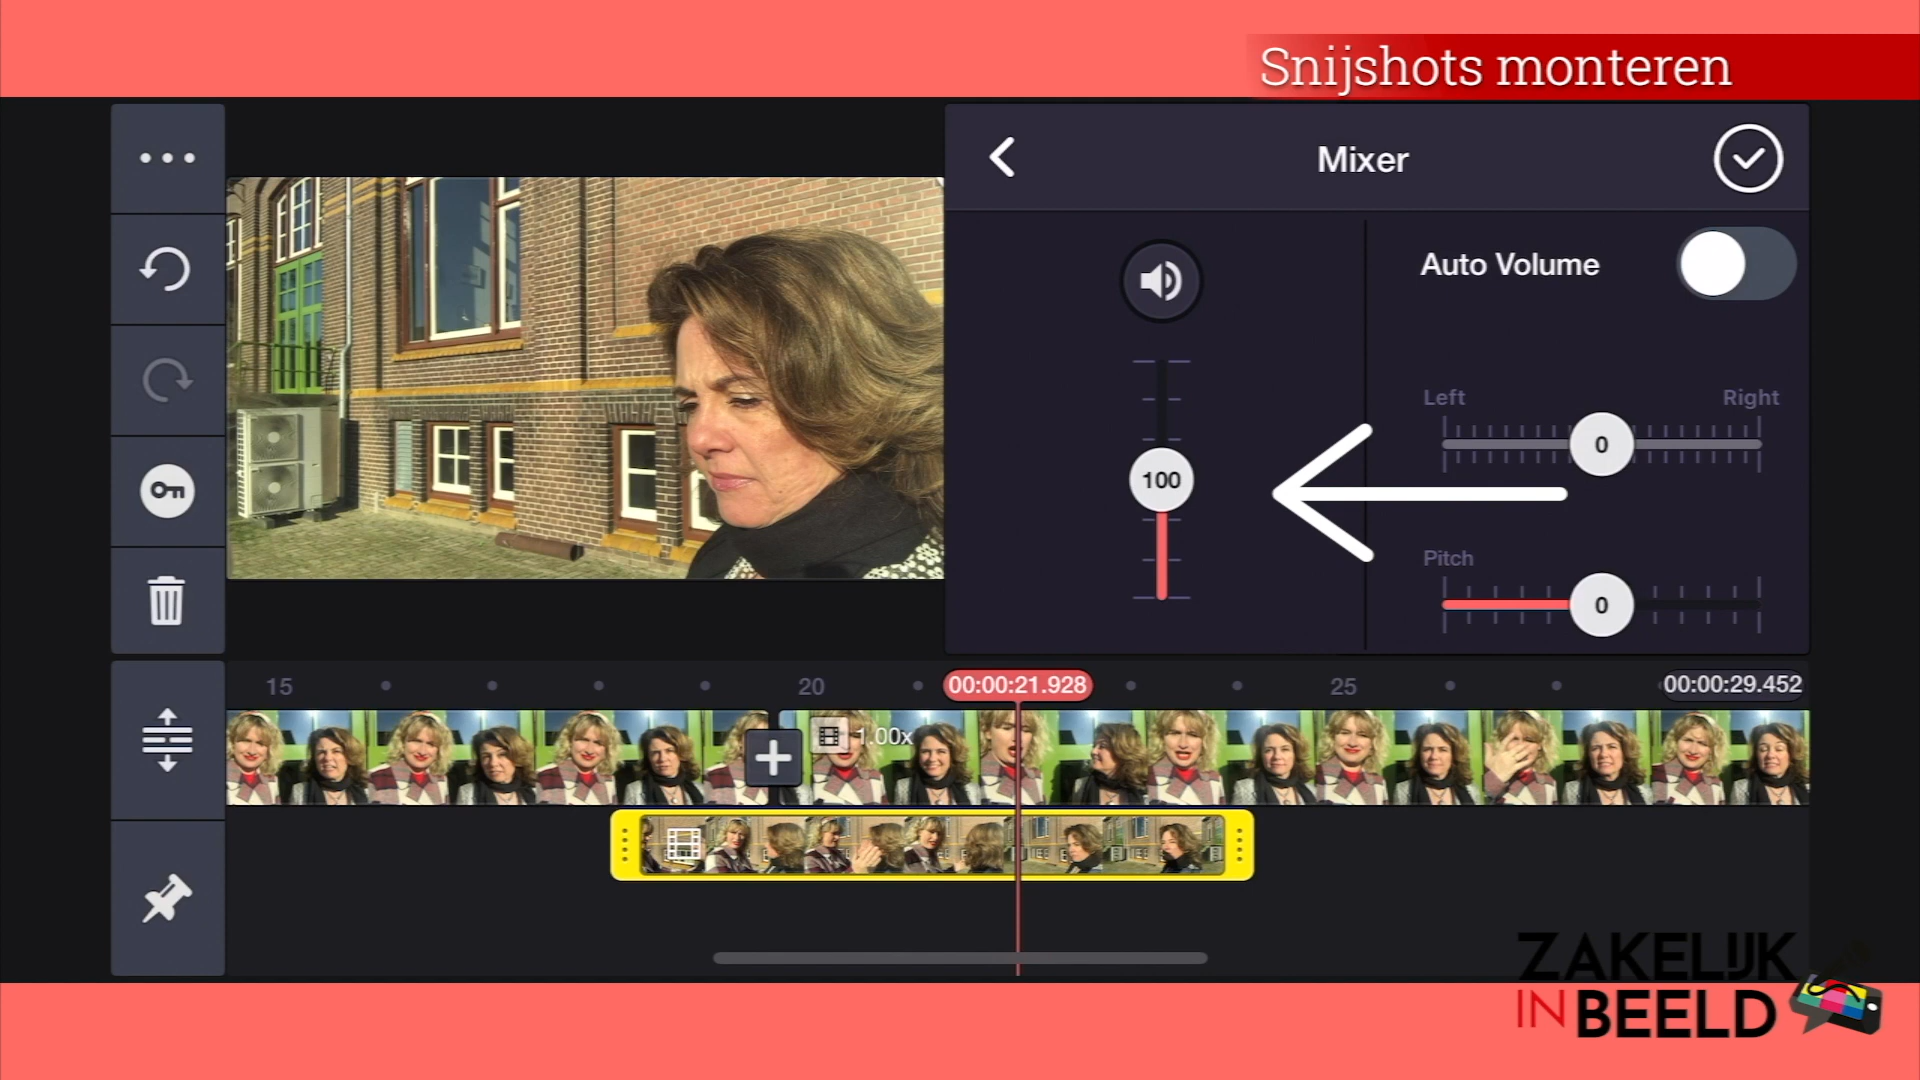 Snijshots monteren
Mixer
Auto Volume
Left
Right
0
100
Pitch
0
15
20
00:00:21.928
25
00:00:29.452
1.00x
ZAKELIJK
IN BEELD